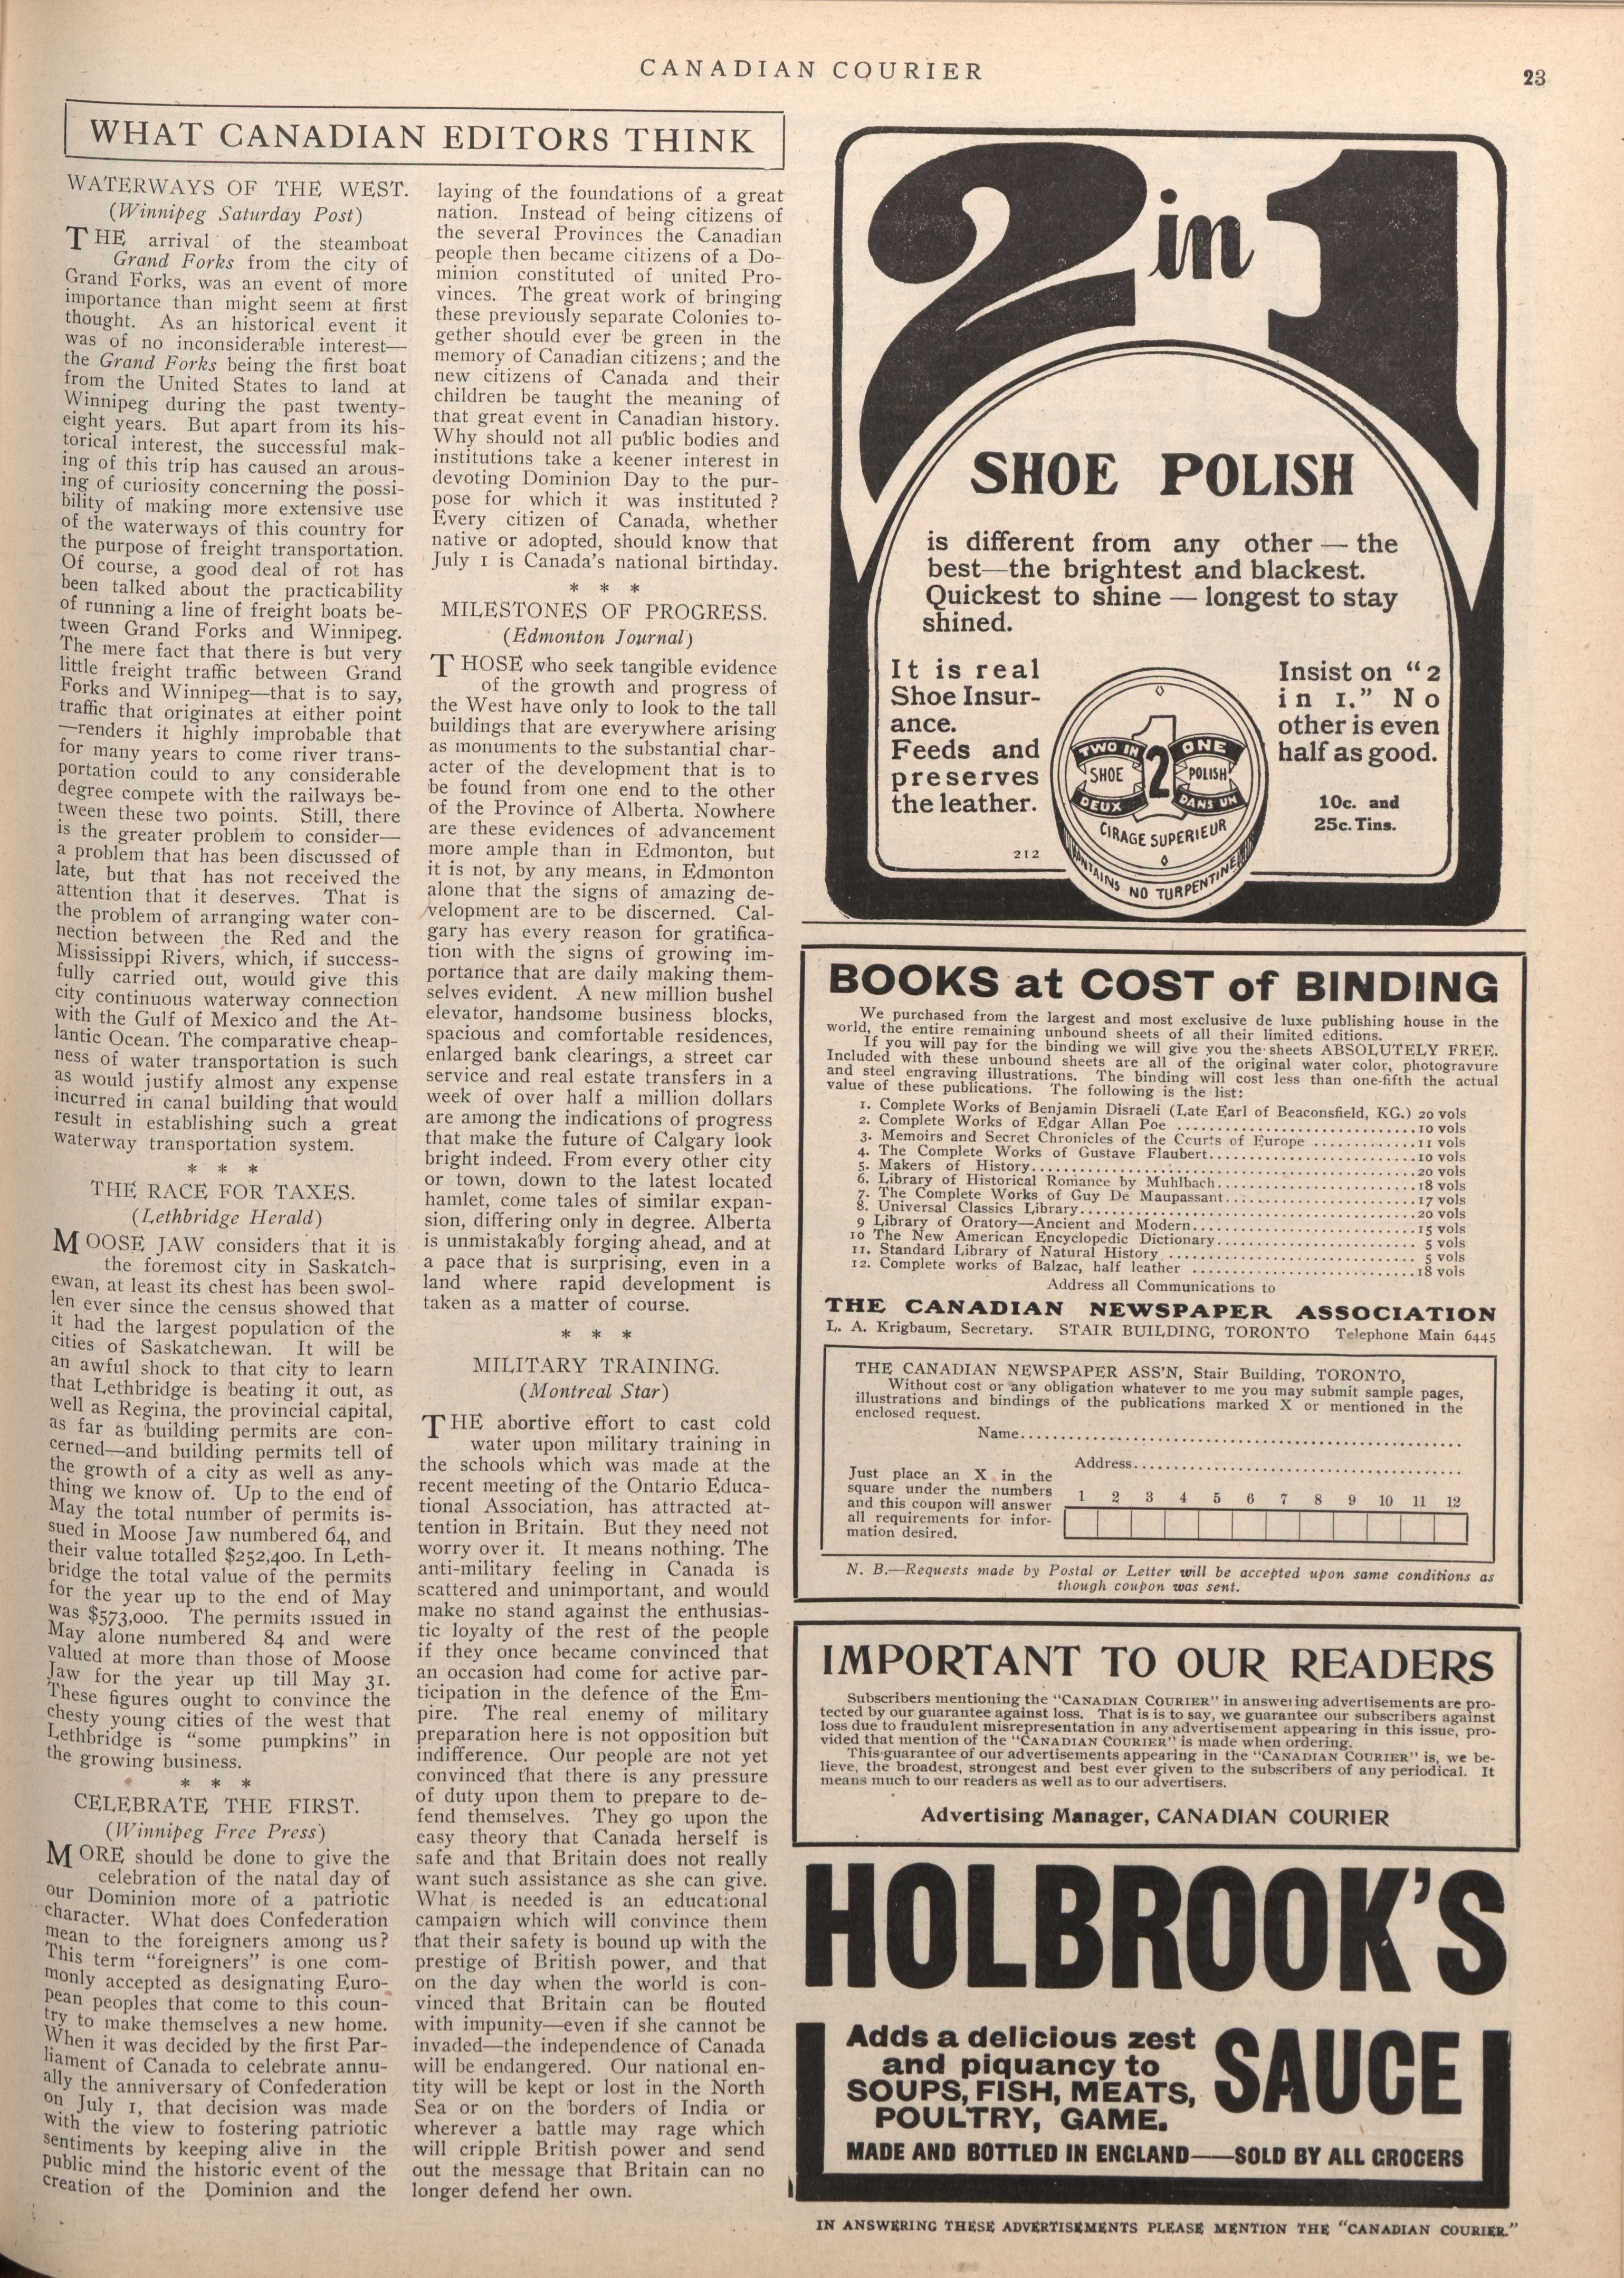 CANADIAN COURIER
23
WHAT CANADIAN EDITORS THINK
WATERWAYS OF THE WEST.
(Winnipeg Saturday Post)
THE arrival of the steamboat
Grand Forks from the city of
Grand Forks, was an event of more
importance than might seem at first
thought. As an historical event it
was of no inconsiderable interest—
the Grand Forks being the first boat
from the United States to land at
Winnipeg during the past twenty-
eight years. But apart from its his-
torical interest, the successful mak-
ing of this trip has caused an arous-
ing of curiosity concerning the possi-
bility of making more extensive use
of the waterways of this country for
the purpose of freight transportation.
Of course, a good deal of rot has
been talked about the practicability
of running a line of freight boats be-
tween Grand Forks and Winnipeg.
The mere fact that there is but very
little freight traffic between Grand
Forks and Winnipeg—that is to say,
traffic that originates at either point
—renders it highly improbable that
for many years to come river trans-
portation could to any considerable
degree compete with the railways be-
tween these two points. Still, there
is the greater problem to consider—
a problem that has been discussed of
late, but that has not received the
attention that it deserves. That is
the problem of arranging water con-
nection between the Red and the
Mississippi Rivers, which, if success-
fully carried out, would give this
city continuous waterway connection
with the Gulf of Mexico and the At-
lantic Ocean. The comparative cheap-
ness of water transportation is such
as would justify almost any expense
incurred in canal building that would
result in establishing such a great
waterway transportation system.
* * *
THE RACE FOR TAXES.
(Lethbridge Herald)
MOOSE JAW considers that it is
the foremost city in Saskatch-
ewan, at least its chest has been swol-
len ever since the census showed that
it had the largest population of the
cities of Saskatchewan. It will be
an awful shock to that city to learn
that Lethbridge is beating it out, as
well as Regina, the provincial capital,
as far as building permits are con-
cerned—and building permits tell of
the growth of a city as well as any-
thing we know of. Up to the end of
May the total number of permits is-
sued in Moose Jaw numbered 64, and
their value totalled $252,400. In Leth-
bridge the total value of the permits
for the year up to the end of May
was $573,000. The permits issued in
May alone numbered 84 and were
valued at more than those of Moose
Jaw for the year up till May 31.
These figures ought to convince the
chesty young cities of the west that
Lethbridge is "some pumpkins" in
the growing business.
* * *
CELEBRATE THE FIRST.
(Winnipeg Free Press)
MORE should be done to give the
celebration of the natal day of
our Dominion more of a patriotic
character. What does Confederation
mean to the foreigners among us?
This term "foreigners" is one com-
monly accepted as designating Euro-
pean peoples that come to this coun-
try to make themselves a new home.
When it was decided by the first Par-
liament of Canada to celebrate annu-
ally the anniversary of Confederation
on July 1, that decision was made
with the view to fostering patriotic
sentiments by keeping alive in the
public mind the historic event of the
creation of the Dominion and the
laying of the foundations of a great
nation. Instead of being citizens of
the several Provinces the Canadian
people then became citizens of a Do-
minion constituted of united Pro-
vinces. The great work of bringing
these previously separate Colonies to-
gether should ever be green in the
memory of Canadian citizens; and the
new citizens of Canada and their
children be taught the meaning of
that great event in Canadian history.
Why should not all public bodies and
institutions take a keener interest in
devoting Dominion Day to the pur-
pose for which it was instituted?
Every citizen of Canada, whether
native or adopted, should know that
July 1 is Canada's national birthday.
* * *
MILESTONES OF PROGRESS.
(Edmonton Journal)
THOSE who seek tangible evidence
of the growth and progress of
the West have only to look to the tall
buildings that are everywhere arising
as monuments to the substantial char-
acter of the development that is to
be found from one end to the other
of the Province of Alberta. Nowhere
are these evidences of advancement
more ample than in Edmonton, but
it is not, by any means, in Edmonton
alone that the signs of amazing de-
velopment are to be discerned. Cal-
gary has every reason for gratifica-
tion with the signs of growing im-
portance that are daily making them-
selves evident. A new million bushel
elevator, handsome business blocks,
spacious and comfortable residences,
enlarged bank clearings, a street car
service and real estate transfers in a
week of over half a million dollars
are among the indications of progress
that make the future of Calgary look
bright indeed. From every other city
or town, down to the latest located
hamlet, come tales of similar expan-
sion, differing only in degree. Alberta
is unmistakably forging ahead, and at
a pace that is surprising, even in a
land where rapid development is
taken as a matter of course.
* * *
MILITARY TRAINING.
(Montreal Star)
THE abortive effort to cast cold
water upon military training in
the schools which was made at the
recent meeting of the Ontario Educa-
tional Association, has attracted at-
tention in Britain. But they need not
worry over it. It means nothing. The
anti-military feeling in Canada is
scattered and unimportant, and would
make no stand against the enthusias-
tic loyalty of the rest of the people
if they once became convinced that
an occasion had come for active par-
ticipation in the defence of the Em-
pire. The real enemy of military
preparation here is not opposition but
indifference. Our people are not yet
convinced that there is any pressure
of duty upon them to prepare to de-
fend themselves. They go upon the
easy theory that Canada herself is
safe and that Britain does not really
want such assistance as she can give.
What is needed is an educational
campaign which will convince them
that their safety is bound up with the
prestige of British power, and that
on the day when the world is con-
vinced that Britain can be flouted
with impunity—even if she cannot be
invaded—the independence of Canada
will be endangered. Our national en-
tity will be kept or lost in the North
Sea or on the borders of India or
wherever a battle may rage which
will cripple British power and send
out the message that Britain can no
longer defend her own.
2 in 1
SHOE POLISH
is different from any other — the
best—the brightest and blackest.
Quickest to shine — longest to stay
shined.
It is real
Shoe Insur-
ance.
Feeds and
preserves
the leather.
212
TWO IN ONE
1
2
SHOE POLISH
DEUX DANS UN
CIRAGE SUPERIEUR
CONTAINS NO TURPENTINE
Insist on "2
in 1." No
other is even
half as good.
10c. and
25c. Tins.
BOOKS at COST of BINDING
We purchased from the largest and most exclusive de luxe publishing house in the
world, the entire remaining unbound sheets of all their limited editions.
If you will pay for the binding we will give you the sheets ABSOLUTELY FREE.
Included with these unbound sheets are all of the original water color, photogravure
and steel engraving illustrations. The binding will cost less than one-fifth the actual
value of these publications. The following is the list:
1. Complete Works of Benjamin Disraeli (Late Earl of Beaconsfield, KG.) 20 vols
2. Complete Works of Edgar Allan Poe ........ 10 vols
3. Memoirs and Secret Chronicles of the Courts of Europe ........ 11 vols
4. The Complete Works of Gustave Flaubert........ 10 vols
5. Makers of History........ 20 vols
6. Library of Historical Romance by Muhlbach........ 18 vols
7. The Complete Works of Guy De Maupassant........ 17 vols
8. Universal Classics Library........ 20 vols
9 Library of Oratory—Ancient and Modern........ 15 vols
10 The New American Encyclopedic Dictionary........ 5 vols
11. Standard Library of Natural History ........ 5 vols
12. Complete works of Balzac, half leather ........ 18 vols
Address all Communications to
THE CANADIAN NEWSPAPER ASSOCIATION
L. A. Krigbaum, Secretary. STAIR BUILDING, TORONTO Telephone Main 6445
THE CANADIAN NEWSPAPER ASS'N, Stair Building, TORONTO,
Without cost or any obligation whatever to me you may submit sample pages,
illustrations and bindings of the publications marked X or mentioned in the
enclosed request.
Name........
Address........
Just place an X in the
square under the numbers
and this coupon will answer
all requirements for infor-
mation desired.
1 2 3 4 5 6 7 8 9 10 11 12
N. B.—Requests made by Postal or Letter will be accepted upon same conditions as
though coupon was sent.
IMPORTANT TO OUR READERS
Subscribers mentioning the "CANADIAN COURIER" in answering advertisements are pro-
tected by our guarantee against loss. That is is to say, we guarantee our subscribers against
loss due to fraudulent misrepresentation in any advertisement appearing in this issue, pro-
vided that mention of the "CANADIAN COURIER" is made when ordering.
This guarantee of our advertisements appearing in the "CANADIAN COURIER" is, we be-
lieve, the broadest, strongest and best ever given to the subscribers of any periodical. It
means much to our readers as well as to our advertisers.
Advertising Manager, CANADIAN COURIER
HOLBROOK'S
Adds a delicious zest
and piquancy to
SOUPS, FISH, MEATS,
POULTRY, GAME.
SAUCE
MADE AND BOTTLED IN ENGLAND——SOLD BY ALL GROCERS
IN ANSWERING THESE ADVERTISEMENTS PLEASE MENTION THE "CANADIAN COURIER."